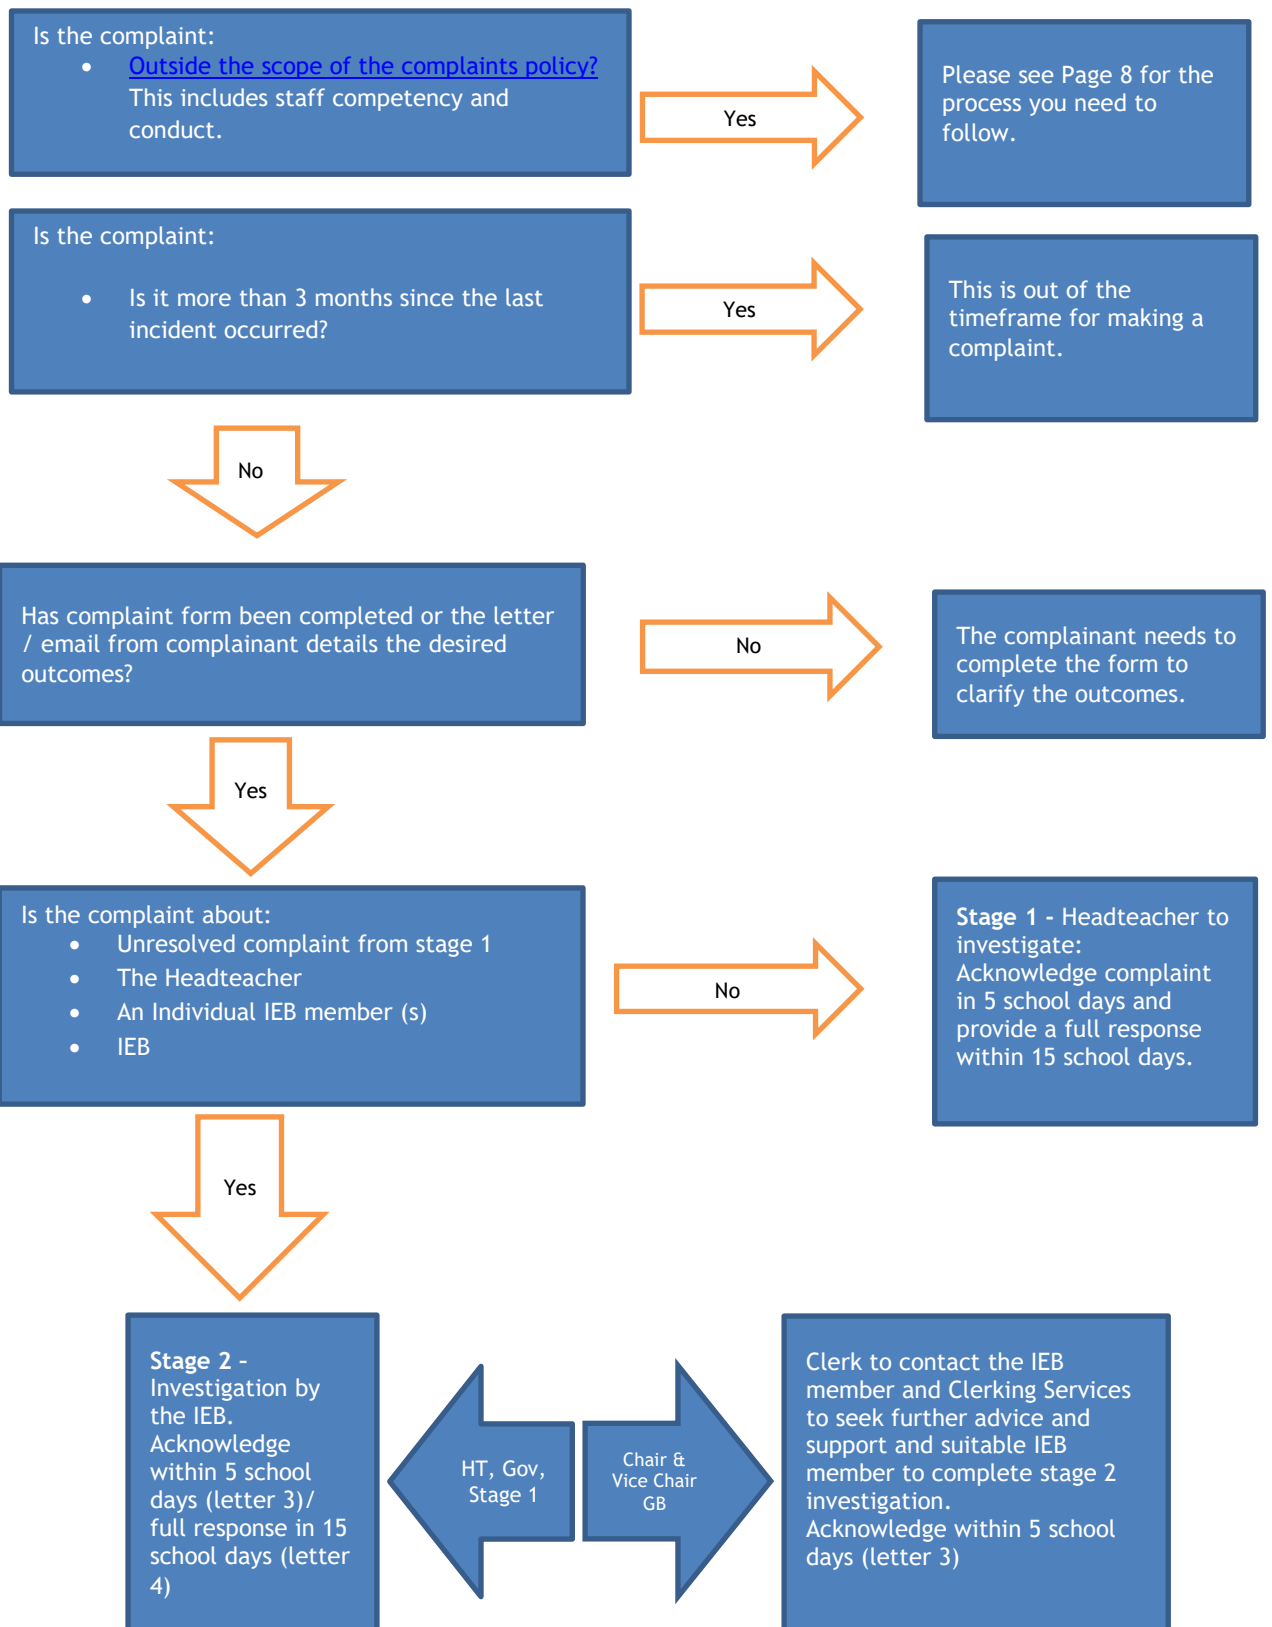 Is the complaint:
• Outside the scope of the complaints policy?
This includes staff competency and
conduct.
Yes
Please see Page 8 for the
process you need to
follow.
Is the complaint:
• Is it more than 3 months since the last
incident occurred?
Yes
This is out of the
timeframe for making a
complaint.
No
Has complaint form been completed or the letter
/ email from complainant details the desired
outcomes?
No
The complainant needs to
complete the form to
clarify the outcomes.
Yes
Is the complaint about:
• Unresolved complaint from stage 1
• The Headteacher
• An Individual IEB member (s)
• IEB
No
Stage 1 - Headteacher to
investigate:
Acknowledge complaint
in 5 school days and
provide a full response
within 15 school days.
Yes
Stage 2 –
Investigation by
the IEB.
Acknowledge
within 5 school
days (letter 3)/
full response in 15
school days (letter
4)
HT, Gov,
Stage 1
Chair &
Vice Chair
GB
Clerk to contact the IEB
member and Clerking Services
to seek further advice and
support and suitable IEB
member to complete stage 2
investigation.
Acknowledge within 5 school
days (letter 3)